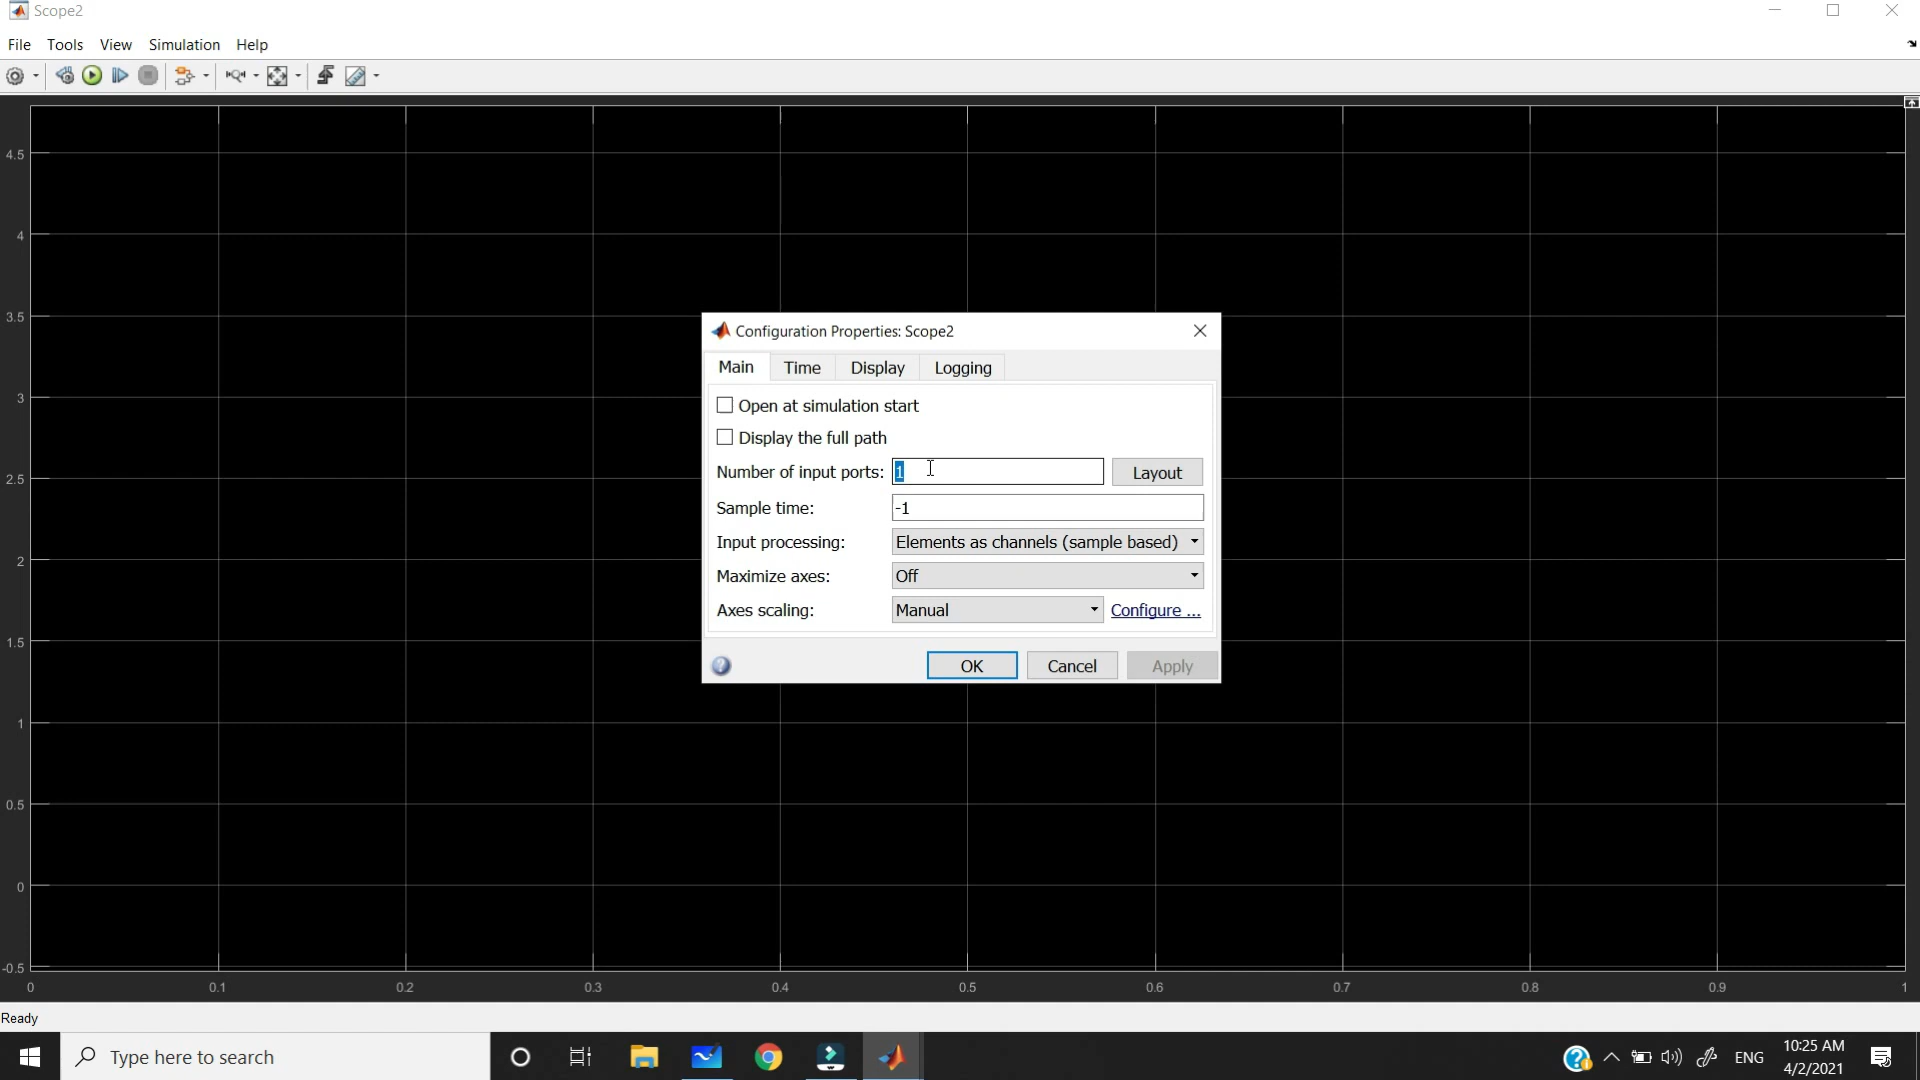 Scope2
File Tools View Simulation Help
4.5
4
3.5
3
2.5
2
1.5
1
0.5
0
-0.5
0 0.1 0.2 0.3 0.4 0.5 0.6 0.7 0.8 0.9 1
Configuration Properties: Scope2
Main Time Display Logging
Open at simulation start
Display the full path
Number of input ports: 1 Layout
Sample time: -1
Input processing: Elements as channels (sample based)
Maximize axes: Off
Axes scaling: Manual Configure ...
OK Cancel Apply
Ready
Type here to search
ENG
10:25 AM
4/2/2021